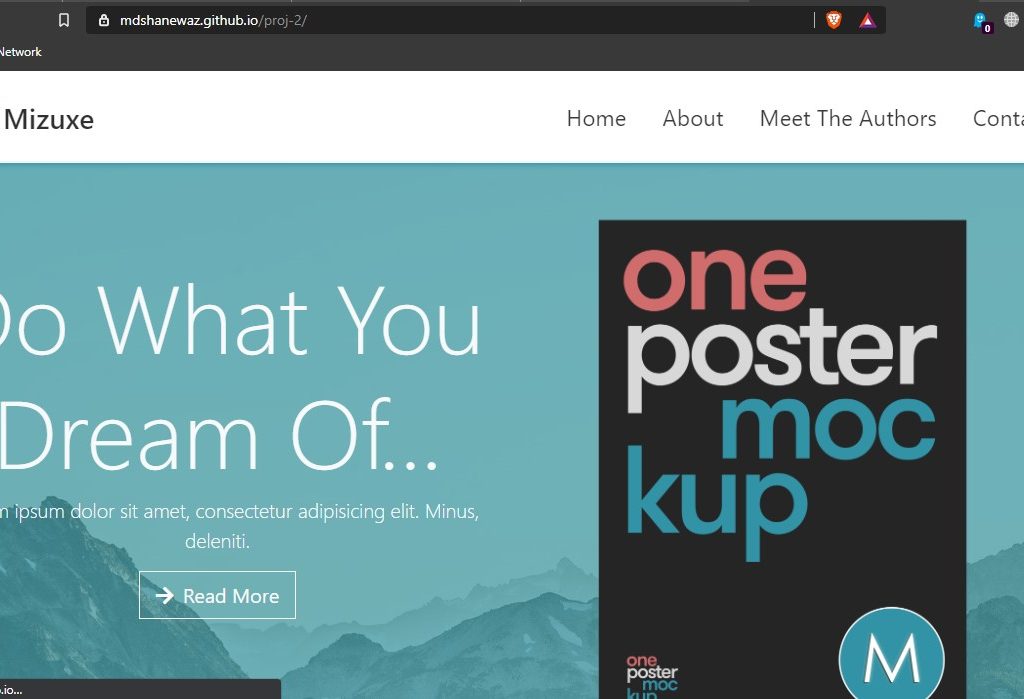 mdshanewaz.github.io/proj-2/
0
Network
Mizuxe
Home About Meet The Authors Conta
Do What You
Dream Of...
m ipsum dolor sit amet, consectetur adipisicing elit. Minus,
deleniti.
Read More
one
poster
moc
kup
M
one
poster
moc
kup
.io...